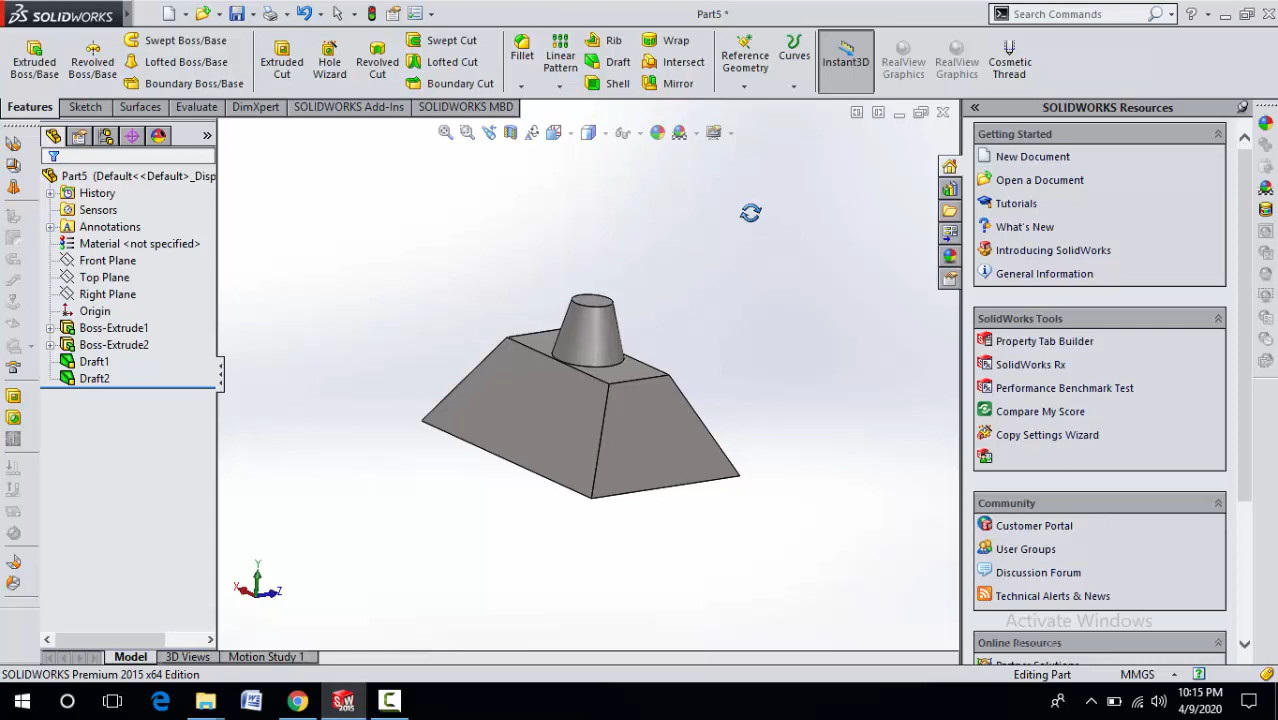 SOLIDWORKS
Part5 *
Search Commands
Extruded Boss/Base
Revolved Boss/Base
Swept Boss/Base
Lofted Boss/Base
Boundary Boss/Base
Extruded Cut
Hole Wizard
Revolved Cut
Swept Cut
Lofted Cut
Boundary Cut
Fillet
Linear Pattern
Rib
Draft
Shell
Wrap
Intersect
Mirror
Reference Geometry
Curves
Instant3D
RealView Graphics
RealView Graphics
Cosmetic Thread
Features
Sketch
Surfaces
Evaluate
DimXpert
SOLIDWORKS Add-Ins
SOLIDWORKS MBD
Part5 (Default<<Default>_Disp
History
Sensors
Annotations
Material <not specified>
Front Plane
Top Plane
Right Plane
Origin
Boss-Extrude1
Boss-Extrude2
Draft1
Draft2
Y
X
Z
SOLIDWORKS Resources
Getting Started
New Document
Open a Document
Tutorials
What's New
Introducing SolidWorks
General Information
SolidWorks Tools
Property Tab Builder
SolidWorks Rx
Performance Benchmark Test
Compare My Score
Copy Settings Wizard
Community
Customer Portal
User Groups
Discussion Forum
Technical Alerts & News
Activate Windows
Online Resources
Model
3D Views
Motion Study 1
SOLIDWORKS Premium 2015 x64 Edition
Editing Part
MMGS
10:15 PM
4/9/2020